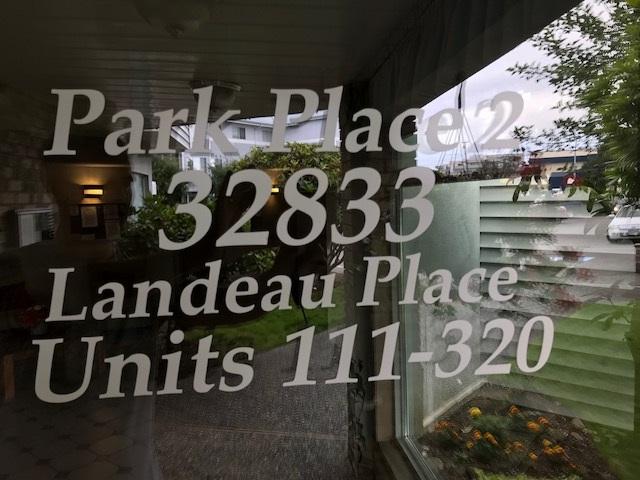 Park Place 2
32833
Landeau Place
Units 111-320